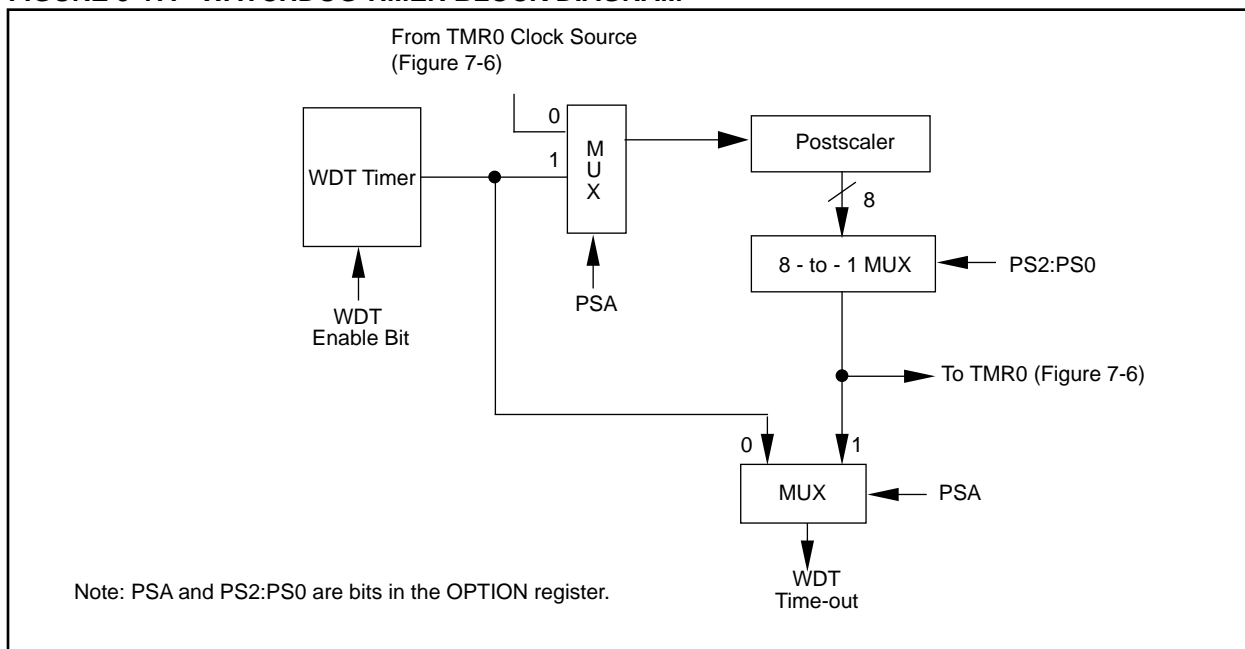 From TMR0 Clock Source
(Figure 7-6)
0
1
M
U
X
WDT Timer
Postscaler
8
8 - to - 1 MUX
PS2:PS0
PSA
WDT
Enable Bit
To TMR0 (Figure 7-6)
0
1
MUX
PSA
WDT
Time-out
Note: PSA and PS2:PS0 are bits in the OPTION register.